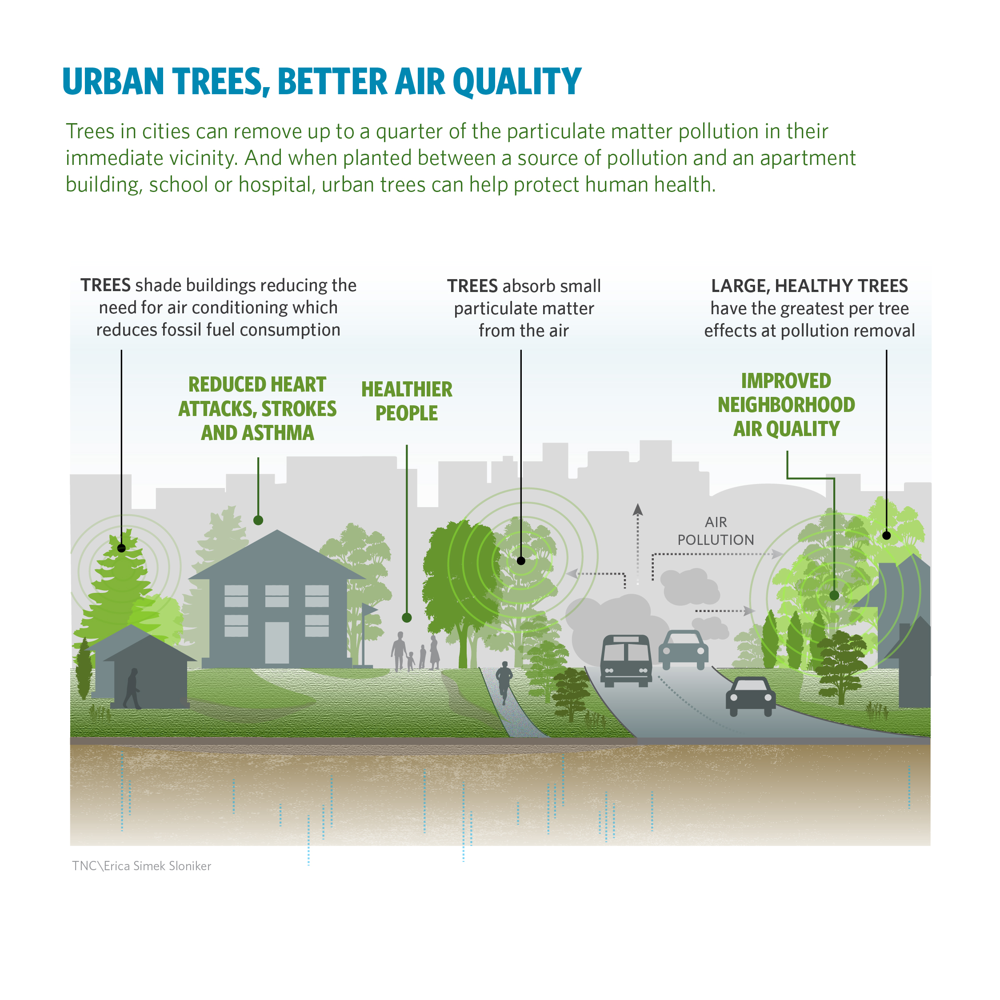 URBAN TREES, BETTER AIR QUALITY
Trees in cities can remove up to a quarter of the particulate matter pollution in their
immediate vicinity. And when planted between a source of pollution and an apartment
building, school or hospital, urban trees can help protect human health.
TREES shade buildings reducing the
need for air conditioning which
reduces fossil fuel consumption
TREES absorb small
particulate matter
from the air
LARGE, HEALTHY TREES
have the greatest per tree
effects at pollution removal
REDUCED HEART
ATTACKS, STROKES
AND ASTHMA
HEALTHIER
PEOPLE
IMPROVED
NEIGHBORHOOD
AIR QUALITY
AIR
POLLUTION
TNC\Erica Simek Sloniker